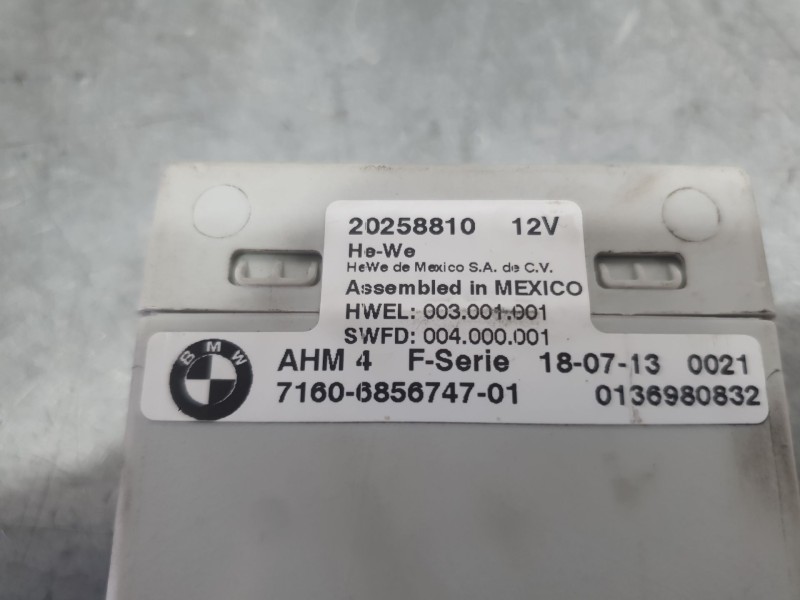 20258810 12V
He-We
HeWe de Mexico S.A. de C.V.
Assembled in MEXICO
HWEL: 003.001.001
SWFD: 004.000.001
BMW
AHM 4 F-Serie 18-07-13 0021
7160-6856747-01 0136980832